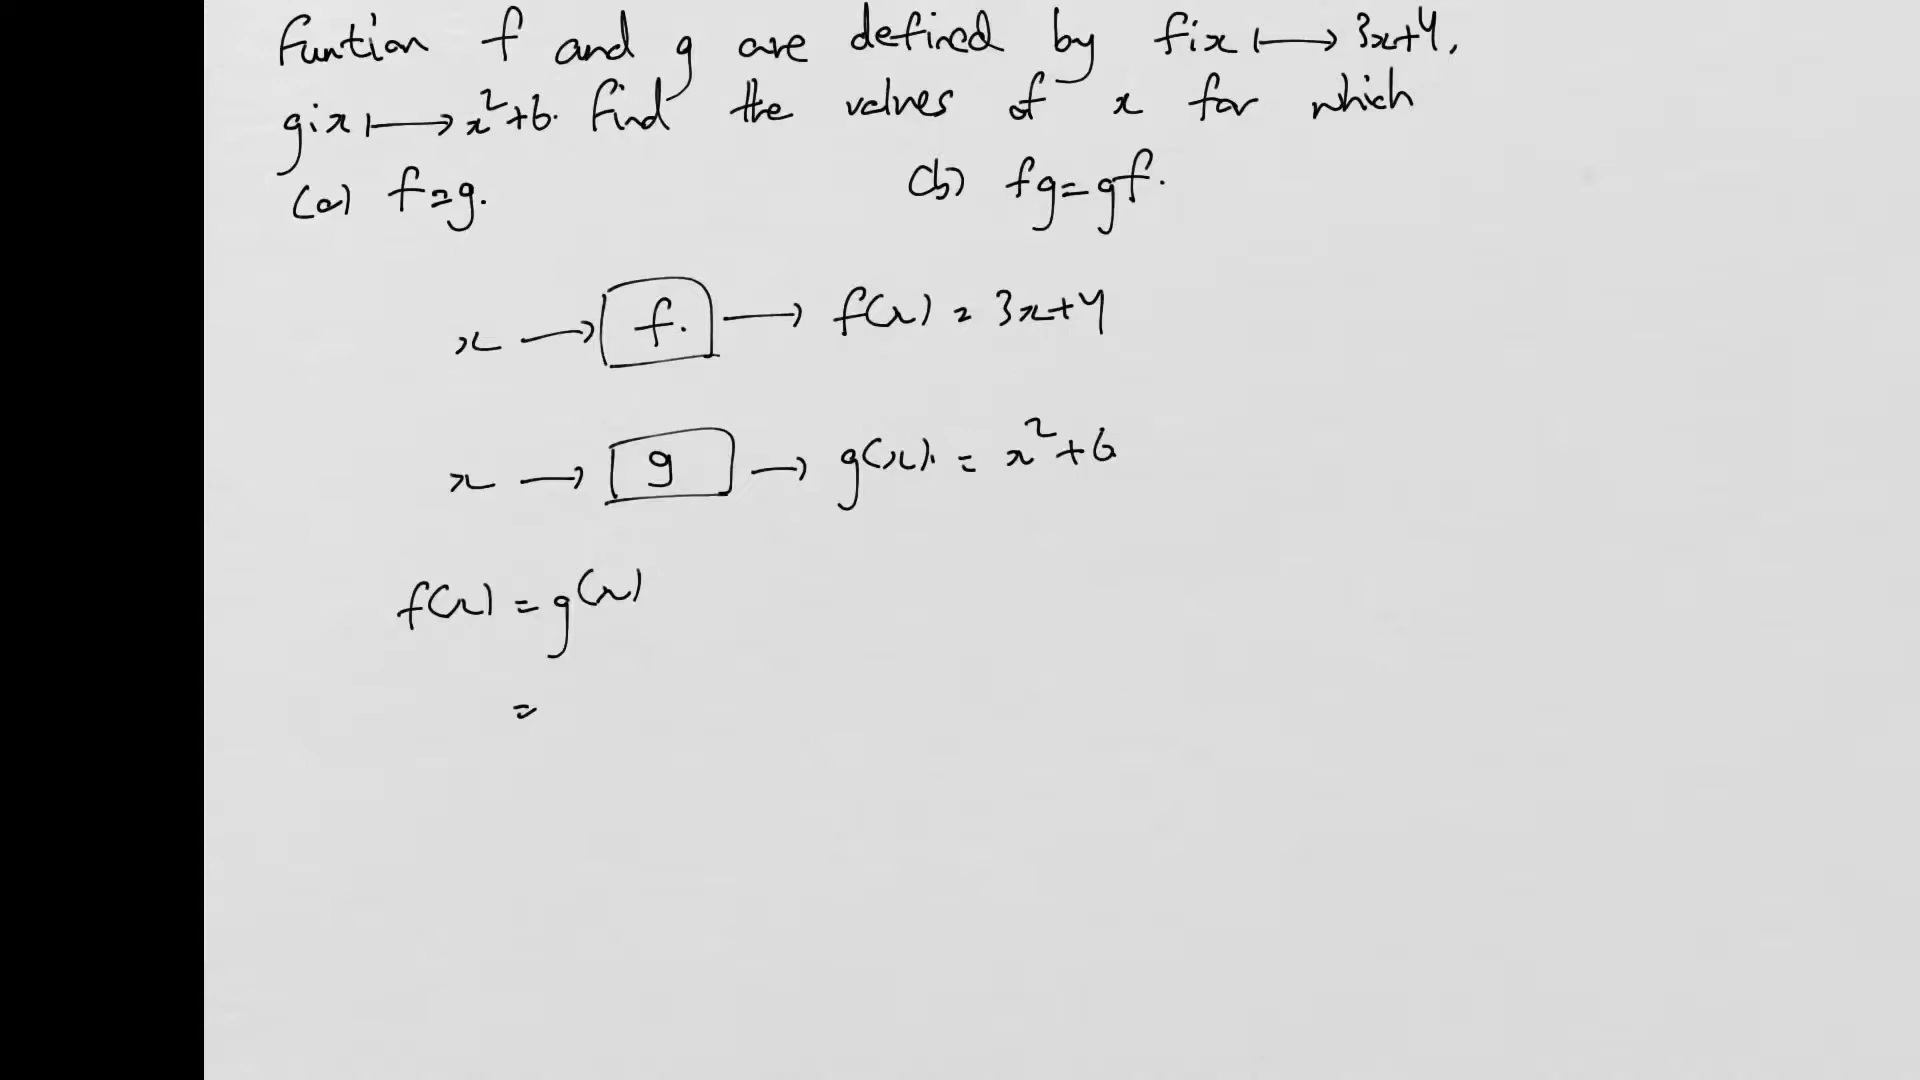 Funtion f and g are defined by f:x ⟼ 3x+4,
g:x ⟼ x²+6. Find the values of x for which
(a) f=g. (b) fg=gf.
x ⟶ f. ⟶ f(x) = 3x+4
x ⟶ g ⟶ g(x). = x²+6
f(x) = g(x)
=